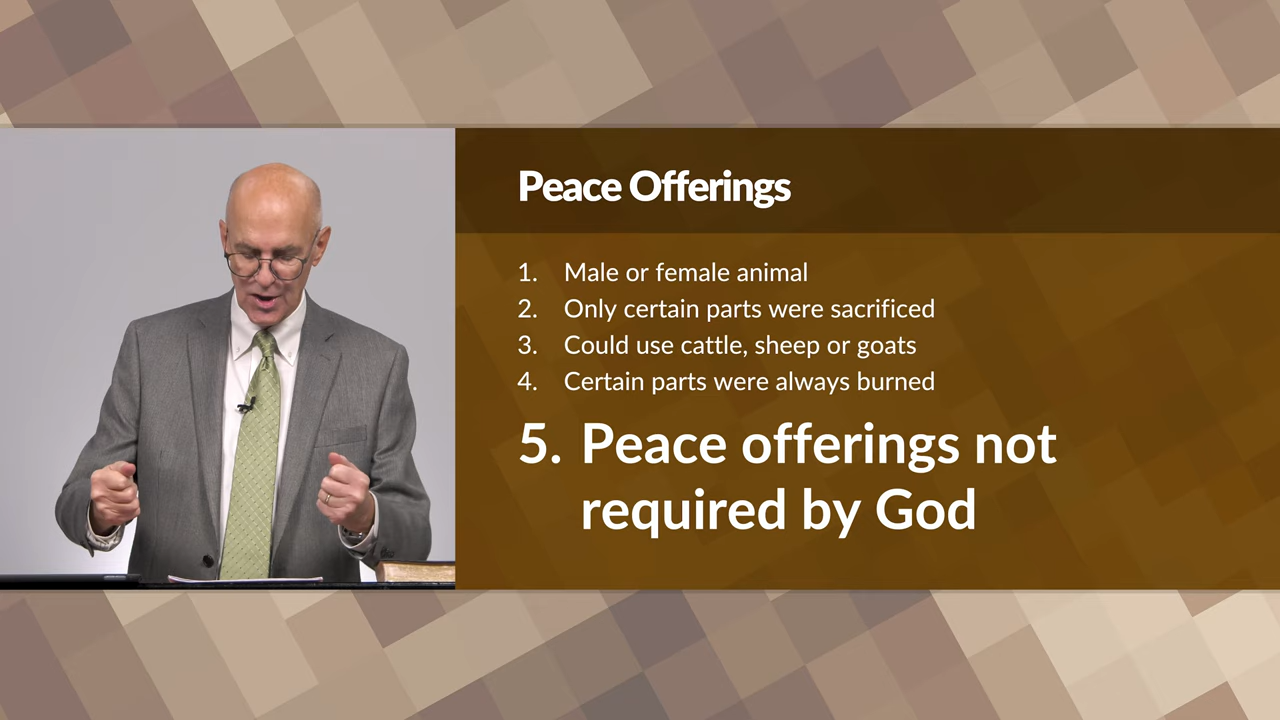 Peace Offerings
1. Male or female animal
2. Only certain parts were sacrificed
3. Could use cattle, sheep or goats
4. Certain parts were always burned
5. Peace offerings not
required by God